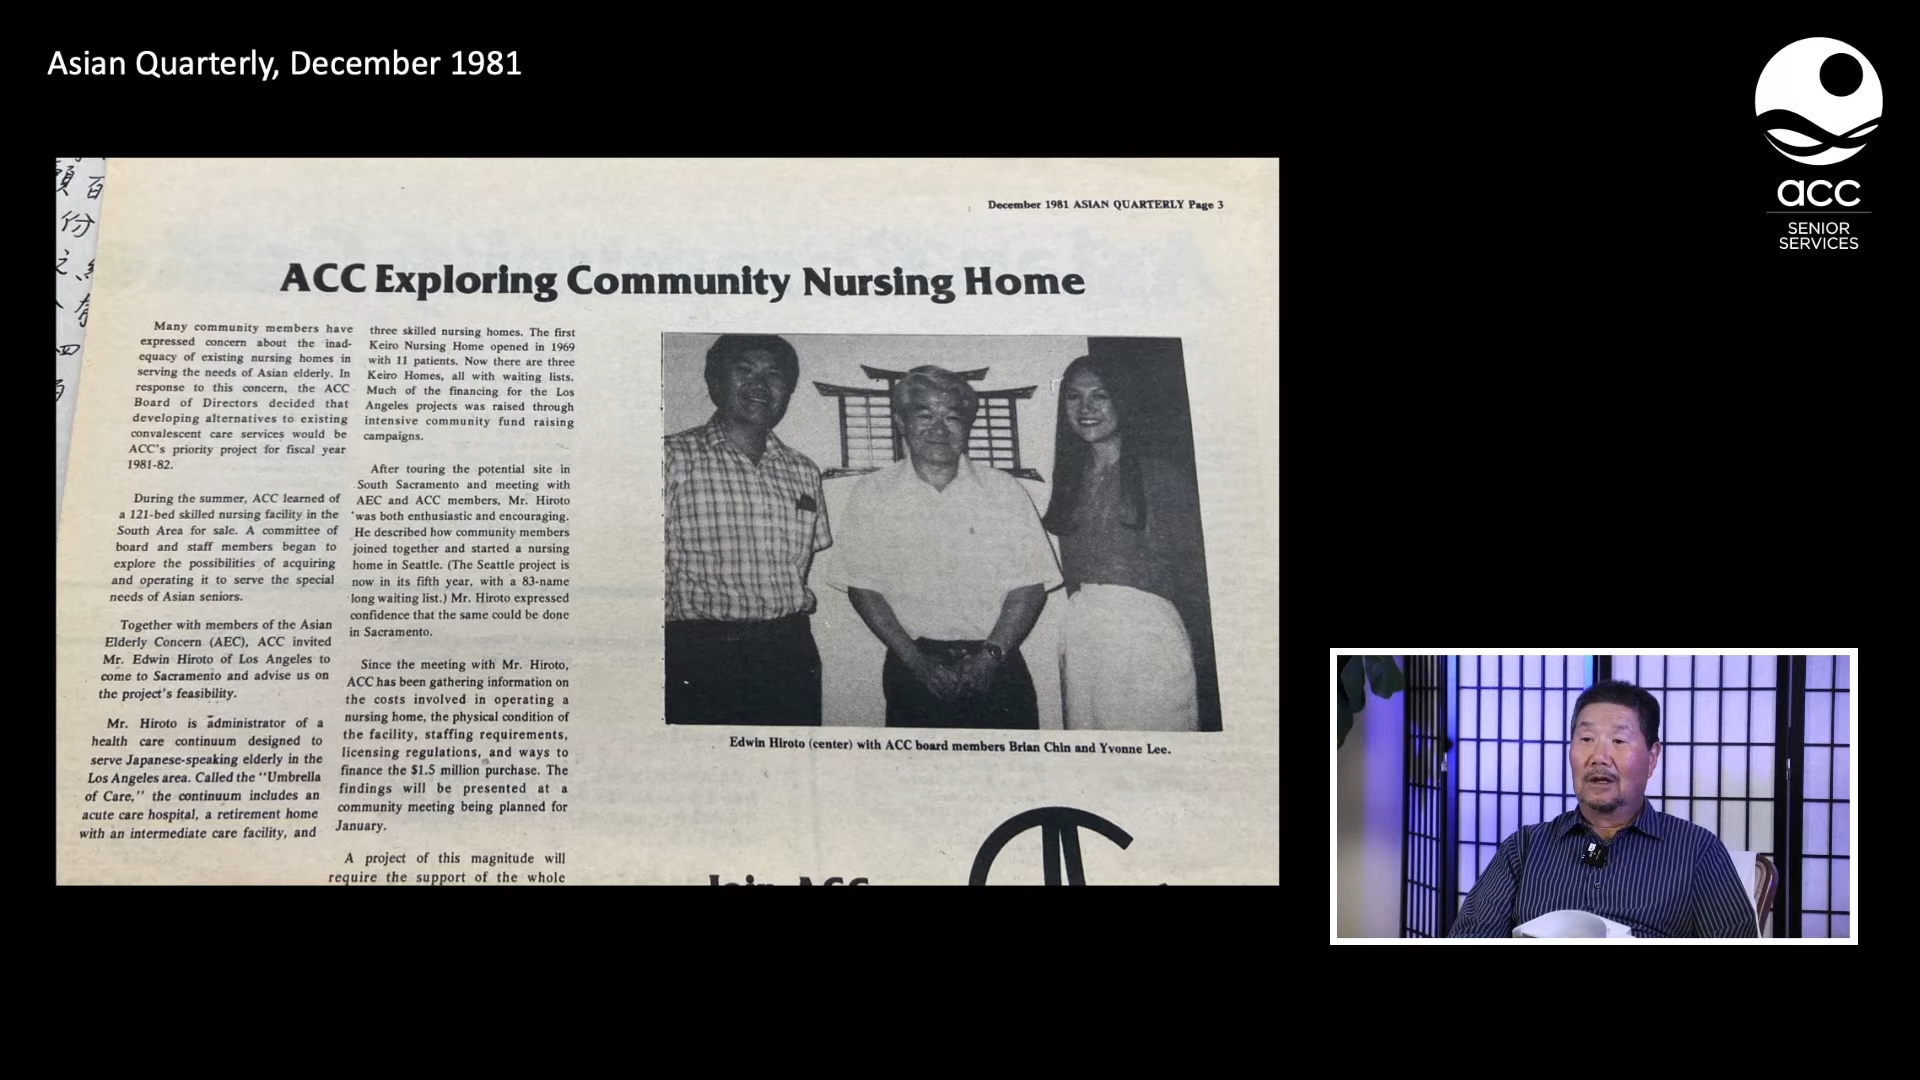 Asian Quarterly, December 1981
acc
SENIOR
SERVICES
December 1981 ASIAN QUARTERLY Page 3
ACC Exploring Community Nursing Home
Many community members have
expressed concern about the inad-
equacy of existing nursing homes in
serving the needs of Asian elderly. In
response to this concern, the ACC
Board of Directors decided that
developing alternatives to existing
convalescent care services would be
ACC's priority project for fiscal year
1981-82.
During the summer, ACC learned of
a 121-bed skilled nursing facility in the
South Area for sale. A committee of
board and staff members began to
explore the possibilities of acquiring
and operating it to serve the special
needs of Asian seniors.
Together with members of the Asian
Elderly Concern (AEC), ACC invited
Mr. Edwin Hiroto of Los Angeles to
come to Sacramento and advise us on
the project's feasibility.
Mr. Hiroto is administrator of a
health care continuum designed to
serve Japanese-speaking elderly in the
Los Angeles area. Called the "Umbrella
of Care," the continuum includes an
acute care hospital, a retirement home
with an intermediate care facility, and
three skilled nursing homes. The first
Keiro Nursing Home opened in 1969
with 11 patients. Now there are three
Keiro Homes, all with waiting lists.
Much of the financing for the Los
Angeles projects was raised through
intensive community fund raising
campaigns.
After touring the potential site in
South Sacramento and meeting with
AEC and ACC members, Mr. Hiroto
was both enthusiastic and encouraging.
He described how community members
joined together and started a nursing
home in Seattle. (The Seattle project is
now in its fifth year, with a 83-name
long waiting list.) Mr. Hiroto expressed
confidence that the same could be done
in Sacramento.
Since the meeting with Mr. Hiroto,
ACC has been gathering information on
the costs involved in operating a
nursing home, the physical condition of
the facility, staffing requirements,
licensing regulations, and ways to
finance the $1.5 million purchase. The
findings will be presented at a
community meeting being planned for
January.
A project of this magnitude will
require the support of the whole
Edwin Hiroto (center) with ACC board members Brian Chin and Yvonne Lee.
Join ACC
百
份
四